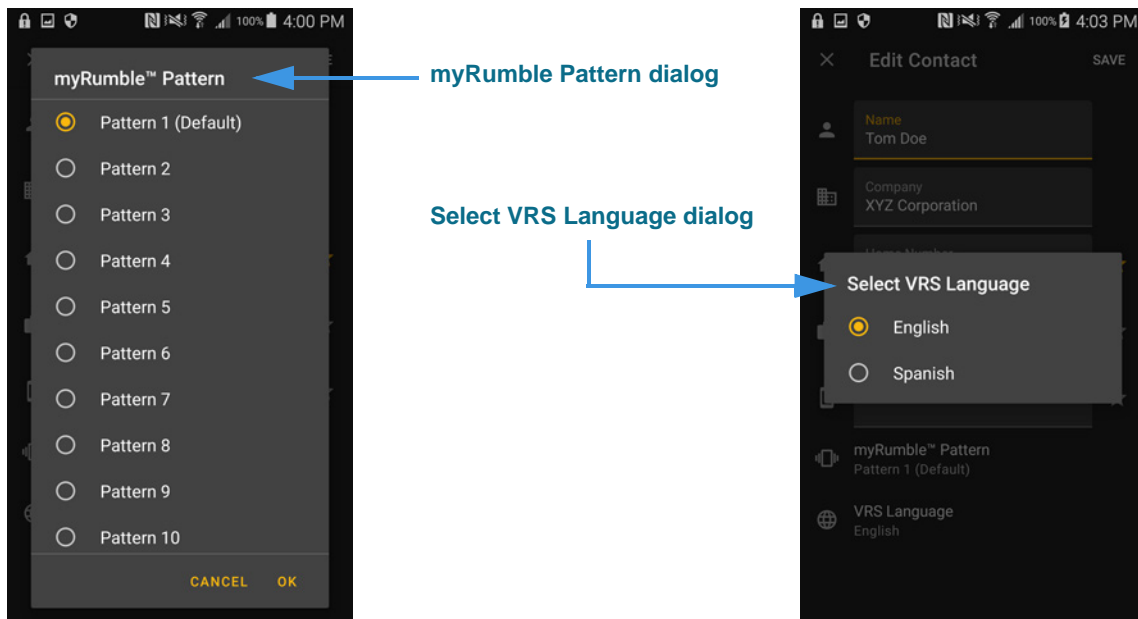 100% 4:00 PM
myRumble™ Pattern
Pattern 1 (Default)
Pattern 2
Pattern 3
Pattern 4
Pattern 5
Pattern 6
Pattern 7
Pattern 8
Pattern 9
Pattern 10
CANCEL OK
myRumble Pattern dialog
Select VRS Language dialog
100% 4:03 PM
Edit Contact SAVE
Name
Tom Doe
Company
XYZ Corporation
Home Number
Select VRS Language
English
Spanish
myRumble™ Pattern
Pattern 1 (Default)
VRS Language
English